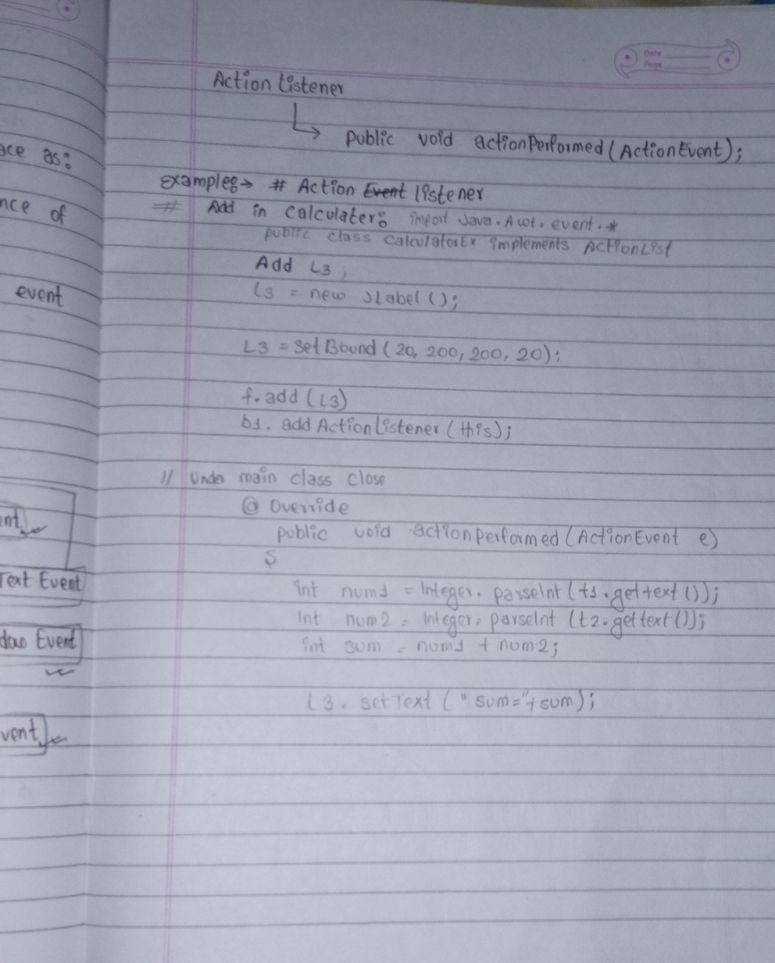 Date
Page
Action Listener
public void actionPerformed (ActionEvent);
ace as:
examples → # Action Event listener
nce of
# Add in calculater: import Java.Awt.event.*
public class CalculatorEx implements ActionList
Add L3,
event
L3 = new JLabel ();
L3 = setBound (20, 200, 200, 20);
f.add (L3)
b1. add ActionListener (this);
// Under main class close
@ Override
ent
public void actionPerformed (ActionEvent e)
{
Text Event
int num1 = Integer. parseInt (t1.gettext ());
int num2 = Integer. parseInt (t2.gettext ());
dow Event
int sum = num1 + num2;
L3. setText (" sum="+sum);
vent